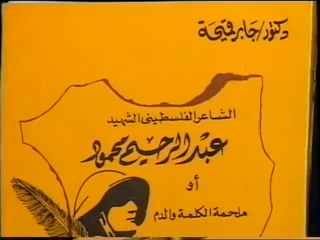 دكتور/جابر قميحة
الشاعر الفلسطيني الشهيد
عبد الرحيم محمود
أو
ملحمة الكلمة والدم